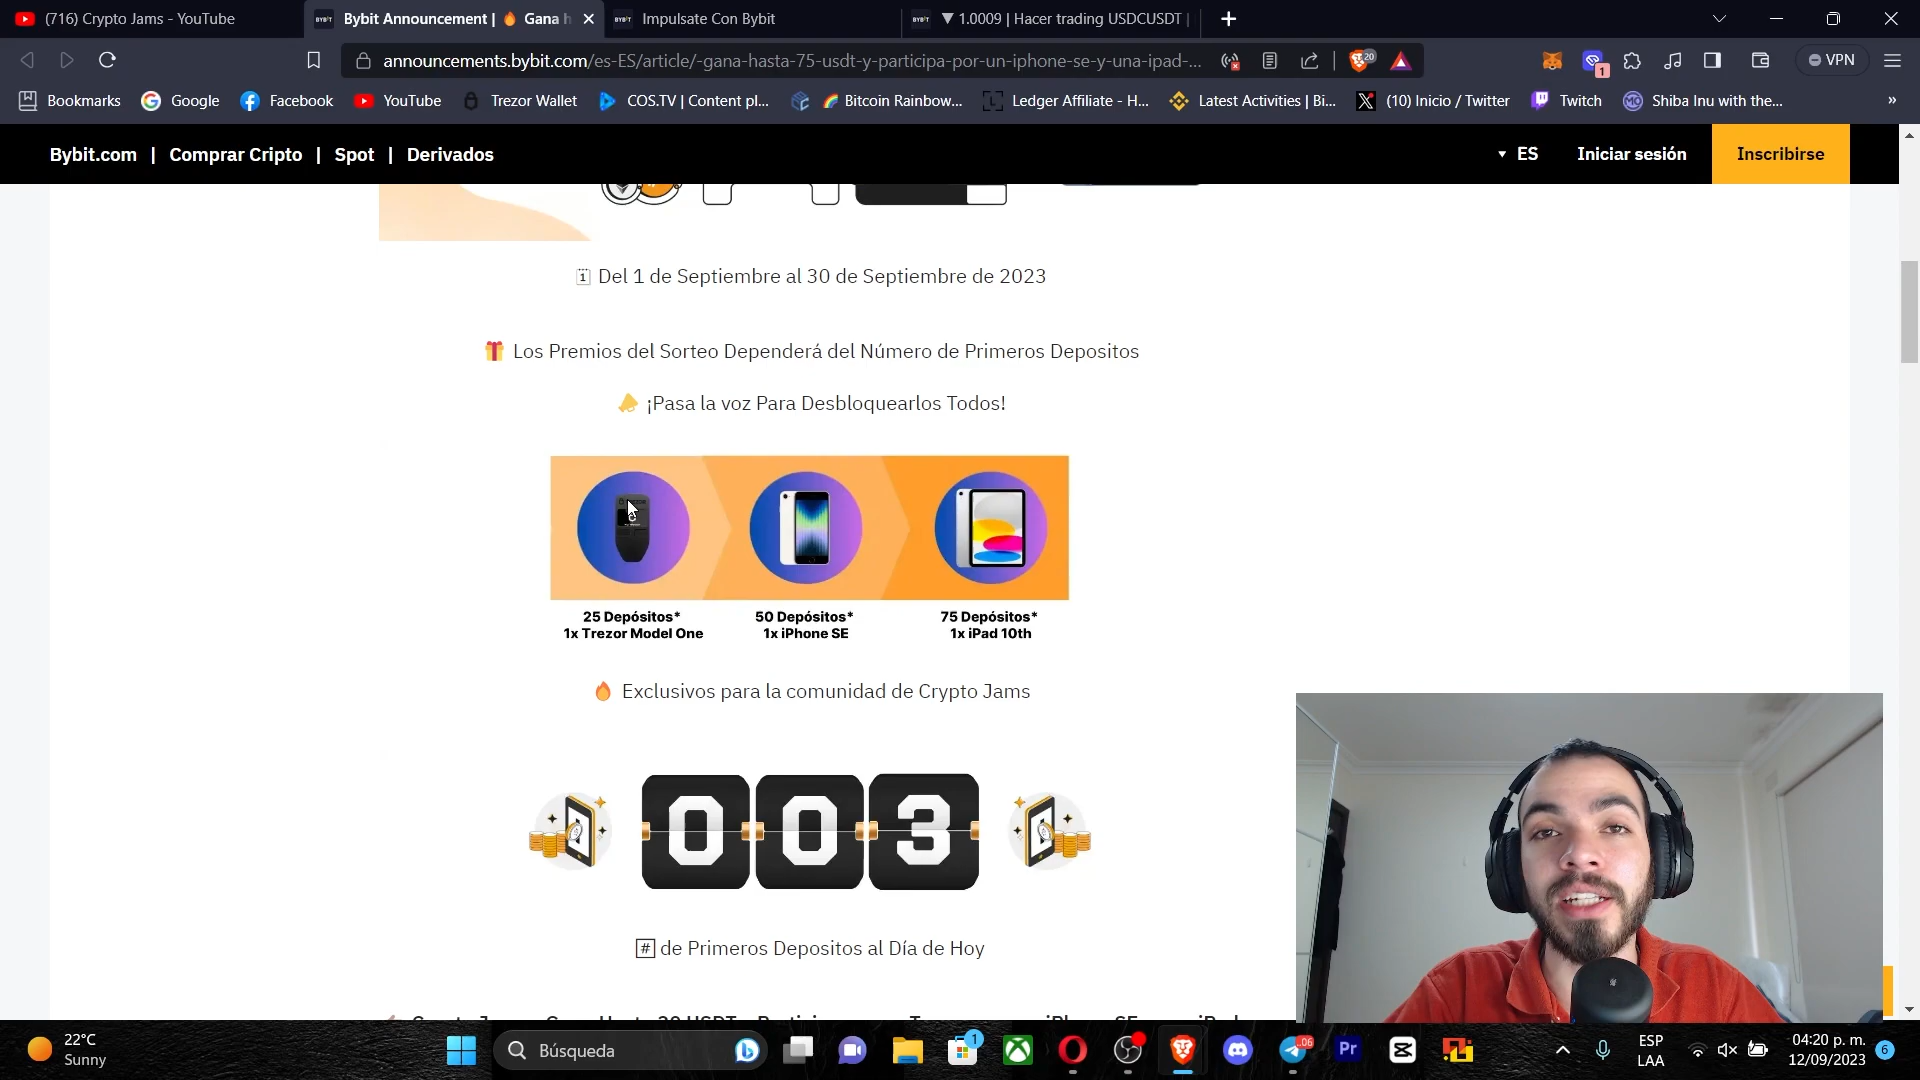 (716) Crypto Jams - YouTube
Bybit Announcement | 🔥 Gana h
Impulsate Con Bybit
▼ 1.0009 | Hacer trading USDCUSDT |
announcements.bybit.com/es-ES/article/-gana-hasta-75-usdt-y-participa-por-un-iphone-se-y-una-ipad-...
20
1
VPN
Bookmarks
Google
Facebook
YouTube
Trezor Wallet
COS.TV | Content pl...
Bitcoin Rainbow...
Ledger Affiliate - H...
Latest Activities | Bi...
(10) Inicio / Twitter
Twitch
Shiba Inu with the...
»
Bybit.com | Comprar Cripto | Spot | Derivados
ES
Iniciar sesión
Inscribirse
Del 1 de Septiembre al 30 de Septiembre de 2023
🎁 Los Premios del Sorteo Dependerá del Número de Primeros Depositos
¡Pasa la voz Para Desbloquearlos Todos!
25 Depósitos*
1x Trezor Model One
50 Depósitos*
1x iPhone SE
75 Depósitos*
1x iPad 10th
🔥 Exclusivos para la comunidad de Crypto Jams
003
# de Primeros Depositos al Día de Hoy
22°C
Sunny
Búsqueda
1
.06
Pr
ESP
LAA
04:20 p. m.
12/09/2023
6